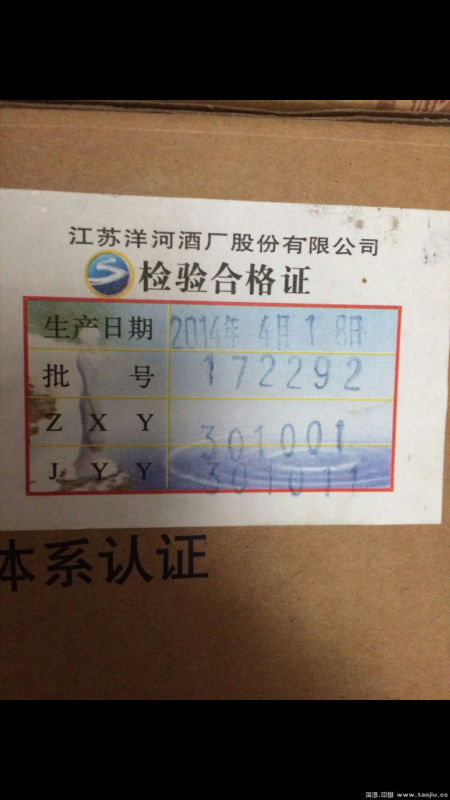 江苏洋河酒厂股份有限公司
检验合格证
生产日期 2014年 4月 1 8日
批 号 172292
Z X Y 301001
J Y Y 301011
体系认证
淘酒.中国 www.taojiu.cc